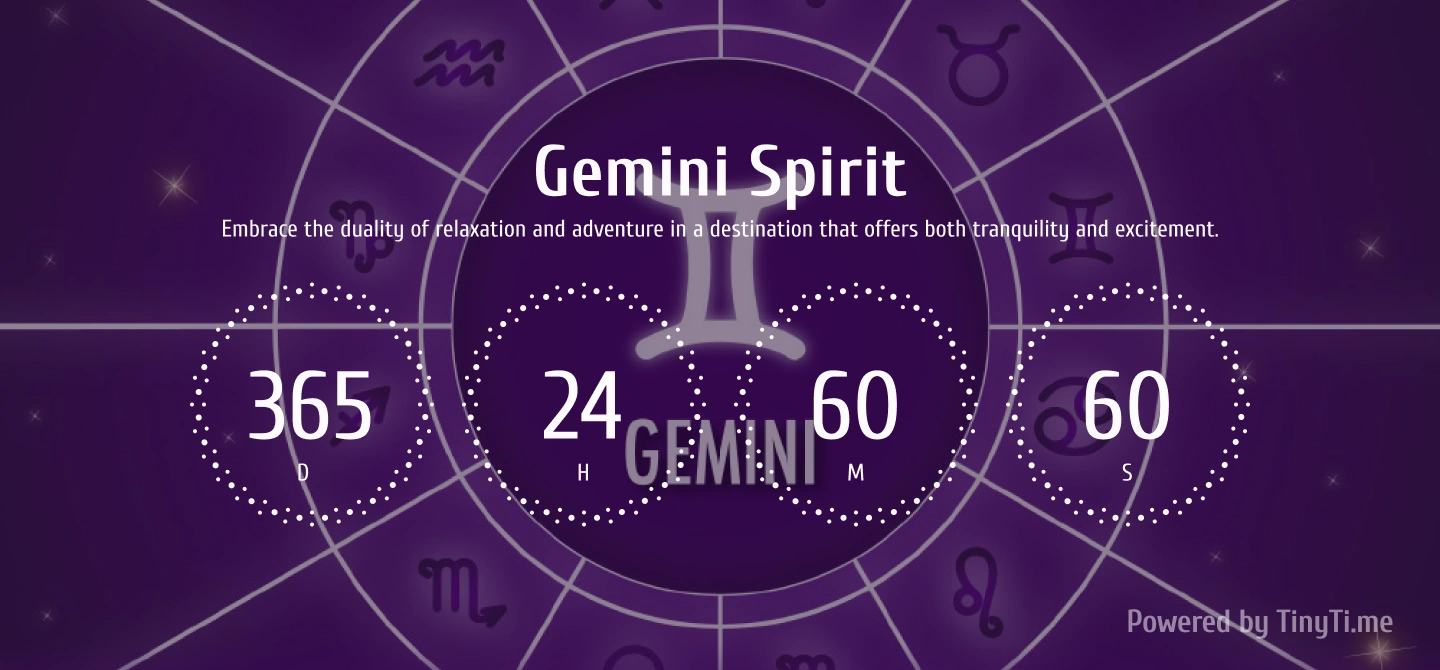 Gemini Spirit
Embrace the duality of relaxation and adventure in a destination that offers both tranquility and excitement.
365 24 60 60
D H M S
GEMINI
Powered by TinyTi.me